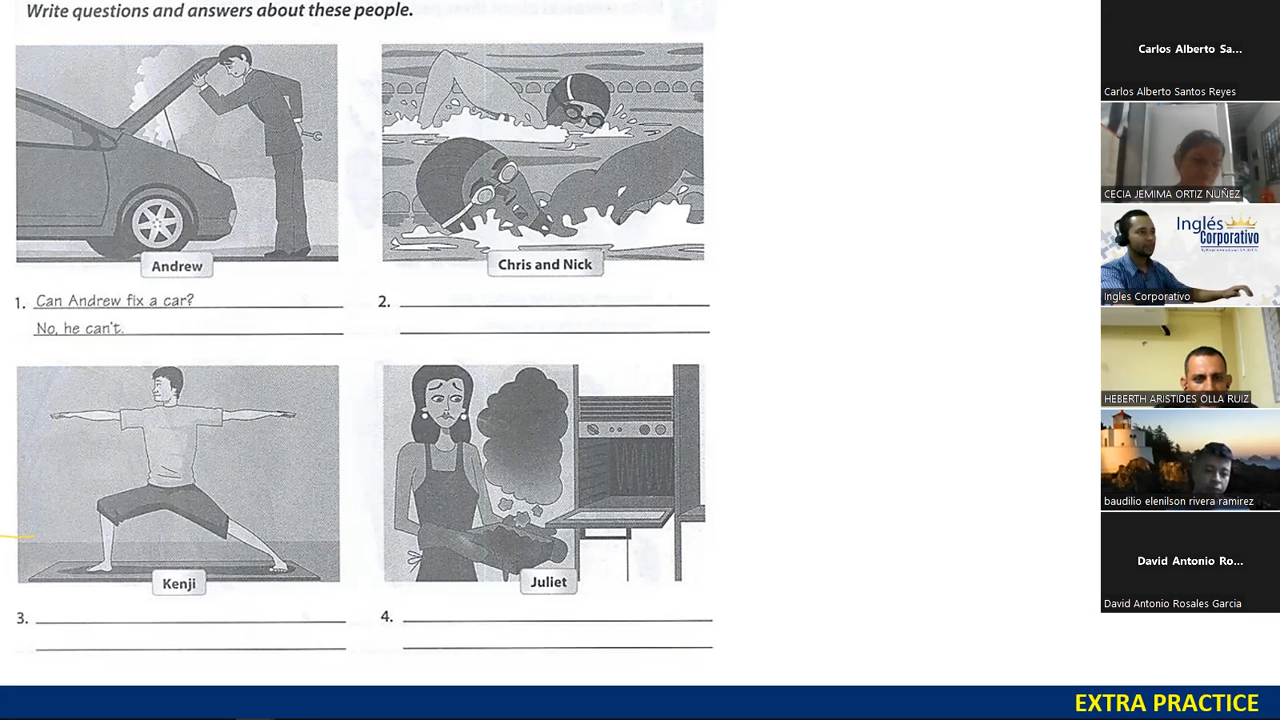 Write questions and answers about these people.
Andrew
Chris and Nick
1. Can Andrew fix a car?
No, he can't.
2.
Kenji
Juliet
3.
4.
EXTRA PRACTICE
Carlos Alberto Sa...
Carlos Alberto Santos Reyes
CECIA JEMIMA ORTIZ NUÑEZ
Inglés
Corporativo
Ingles Corporativo
HEBERTH ARISTIDES OLLA RUIZ
baudilio elenilson rivera ramirez
David Antonio Ro...
David Antonio Rosales Garcia